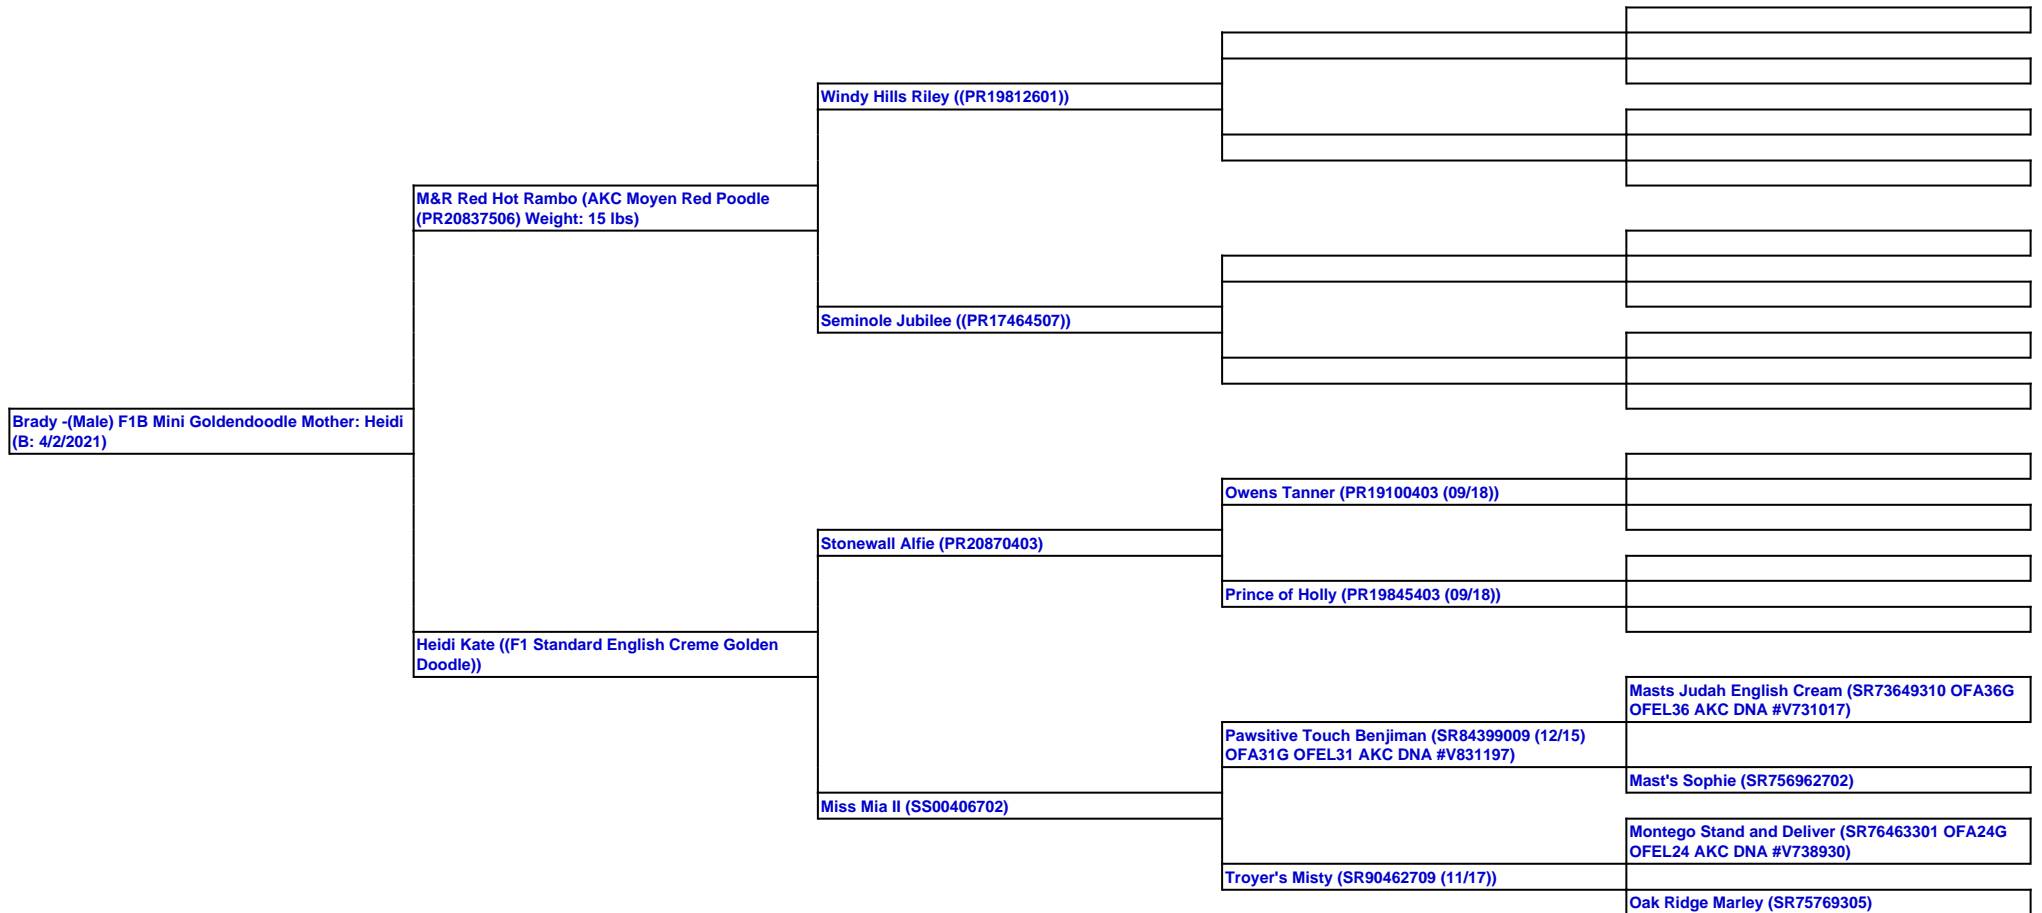 Windy Hills Riley ((PR19812601))
M&R Red Hot Rambo (AKC Moyen Red Poodle
(PR20837506) Weight: 15 lbs)
Seminole Jubilee ((PR17464507))
Brady -(Male) F1B Mini Goldendoodle Mother: Heidi
(B: 4/2/2021)
Owens Tanner (PR19100403 (09/18))
Stonewall Alfie (PR20870403)
Prince of Holly (PR19845403 (09/18))
Heidi Kate ((F1 Standard English Creme Golden
Doodle))
Masts Judah English Cream (SR73649310 OFA36G
OFEL36 AKC DNA #V731017)
Pawsitive Touch Benjiman (SR84399009 (12/15)
OFA31G OFEL31 AKC DNA #V831197)
Mast's Sophie (SR756962702)
Miss Mia II (SS00406702)
Montego Stand and Deliver (SR76463301 OFA24G
OFEL24 AKC DNA #V738930)
Troyer's Misty (SR90462709 (11/17))
Oak Ridge Marley (SR75769305)